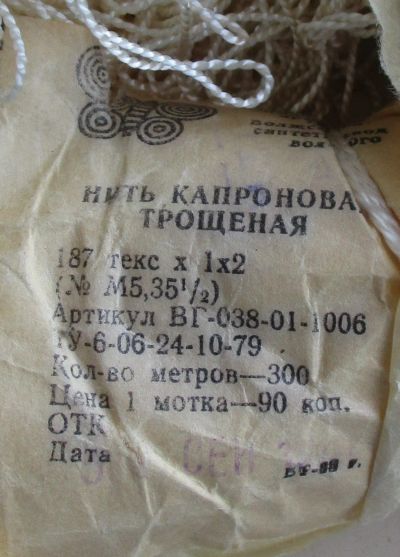 НИТЬ КАПРОНОВА
ТРОЩЕНАЯ
187 текс х 1х2
(№ М5,35½)
Артикул ВГ-038-01-1006
ТУ-6-06-24-10-79
Кол-во метров—300
Цена 1 мотка—90 коп.
ОТК
Дата СЕН